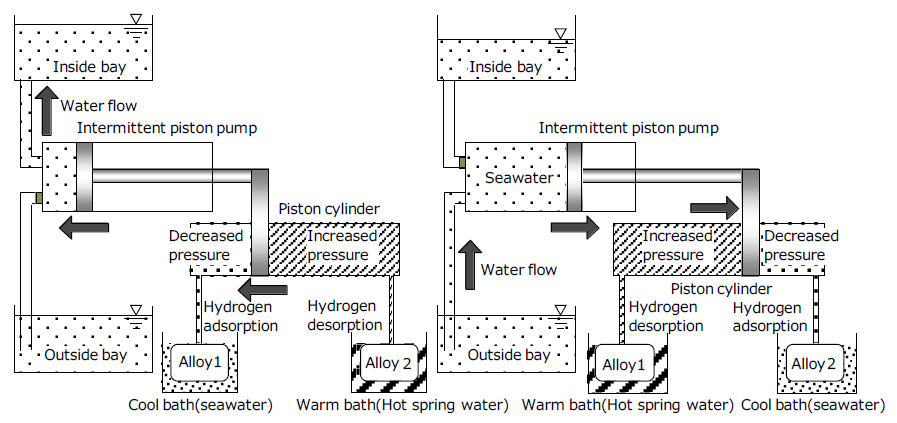 Inside bay
Water flow
Intermittent piston pump
Piston cylinder
Decreased
pressure
Increased
pressure
Hydrogen
adsorption
Hydrogen
desorption
Outside bay
Alloy1
Alloy 2
Cool bath(seawater)
Warm bath(Hot spring water)
Inside bay
Intermittent piston pump
Seawater
Increased
pressure
Decreased
pressure
Water flow
Piston cylinder
Hydrogen
desorption
Hydrogen
adsorption
Outside bay
Alloy1
Alloy 2
Warm bath(Hot spring water)
Cool bath(seawater)